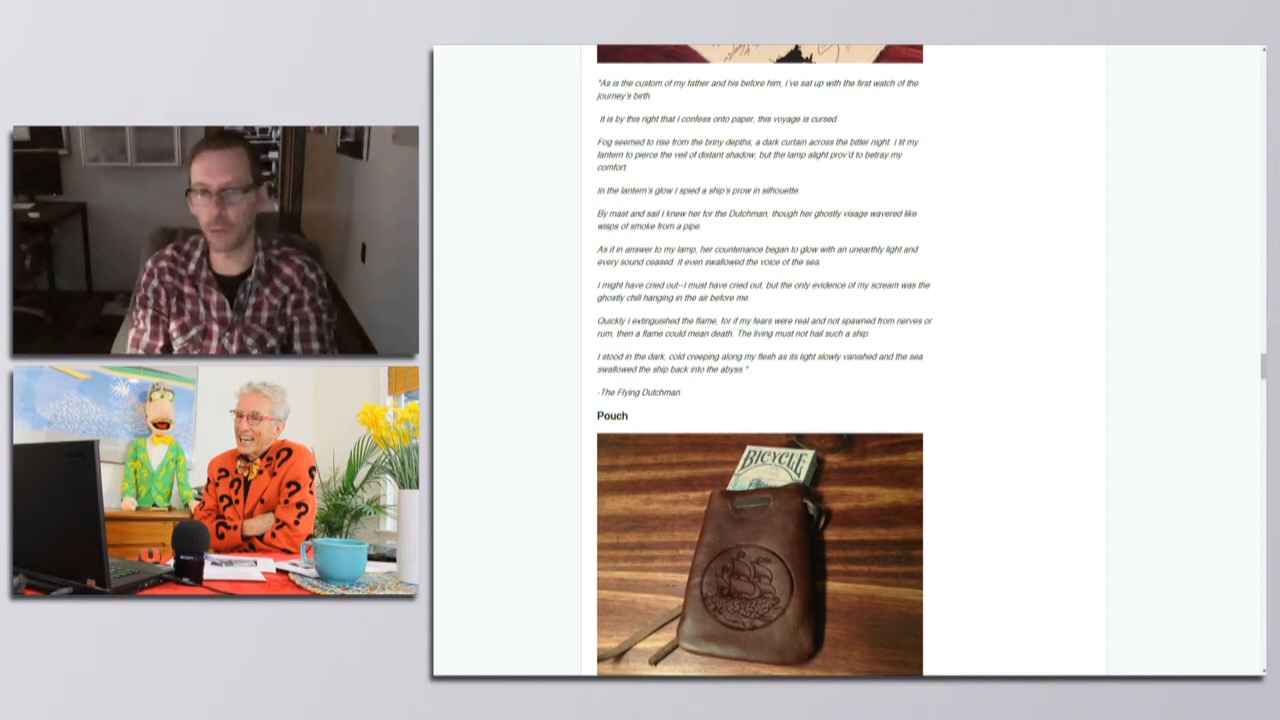 "As is the custom of my father and his before him, I've sat up with the first watch of the
journey's birth.
It is by this right that I confess onto paper, this voyage is cursed.
Fog seemed to rise from the briny depths, a dark curtain across the bitter night. I lit my
lantern to pierce the veil of distant shadow, but the lamp alight prov'd to betray my
comfort.
In the lantern's glow I spied a ship's prow in silhouette.
By mast and sail I knew her for the Dutchman, though her ghostly visage wavered like
wisps of smoke from a pipe.
As if in answer to my lamp, her countenance began to glow with an unearthly light and
every sound ceased. It even swallowed the voice of the sea.
I might have cried out--I must have cried out, but the only evidence of my scream was the
ghostly chill hanging in the air before me.
Quickly I extinguished the flame, for if my fears were real and not spawned from nerves or
rum, then a flame could mean death. The living must not hail such a ship.
I stood in the dark, cold creeping along my flesh as its light slowly vanished and the sea
swallowed the ship back into the abyss."
-The Flying Dutchman
Pouch
BICYCLE